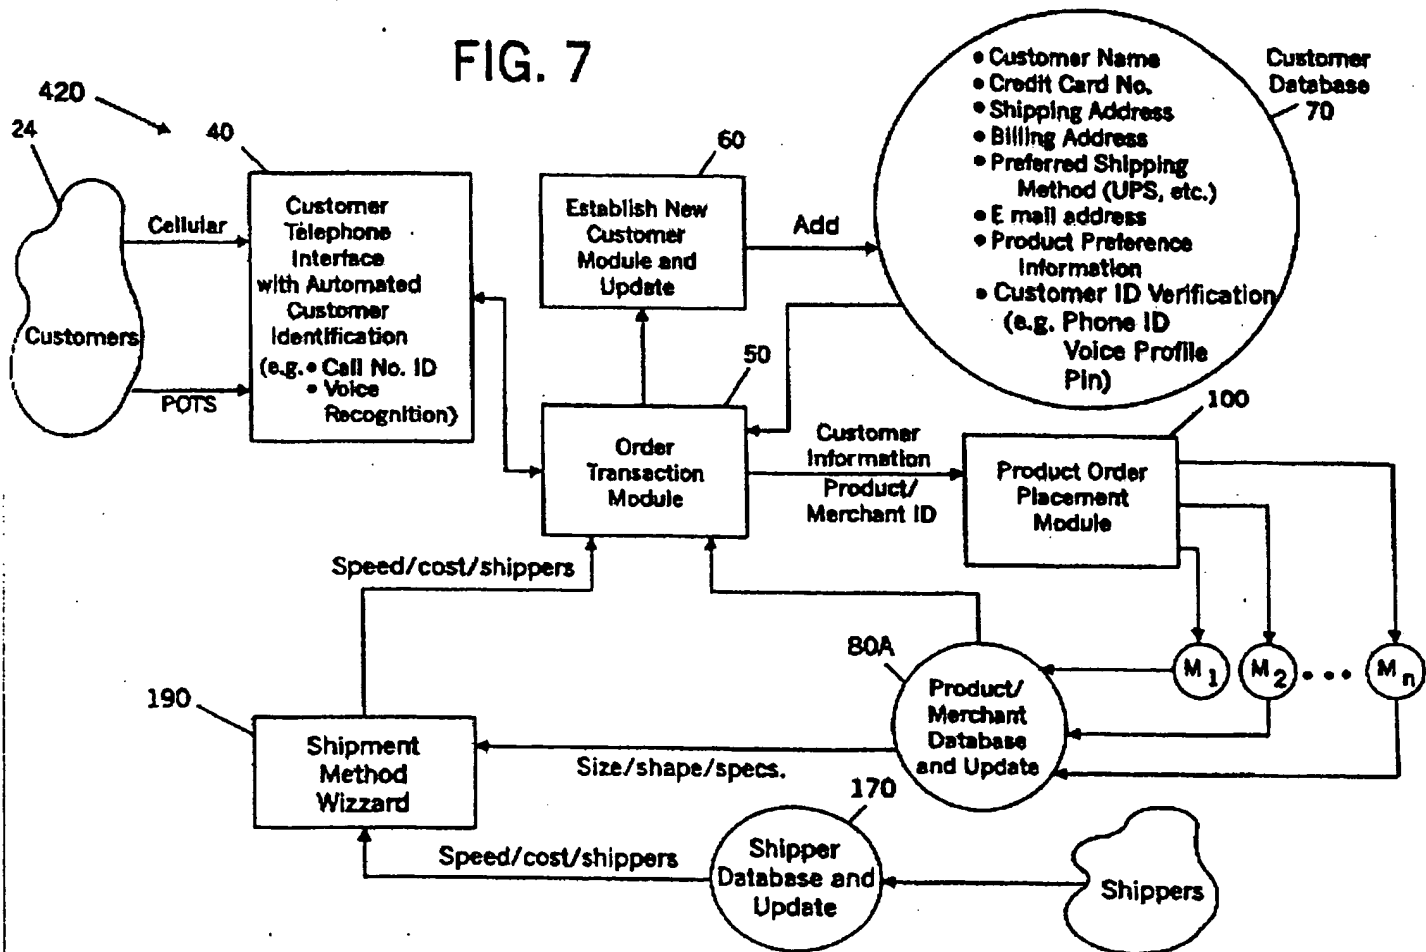 FIG. 7
420
24
Customers
Cellular
POTS
40
Customer
Telephone
Interface
with Automated
Customer
Identification
(e.g. • Call No. ID
• Voice
Recognition)
60
Establish New
Customer
Module and
Update
Add
• Customer Name
• Credit Card No.
• Shipping Address
• Billing Address
• Preferred Shipping
Method (UPS, etc.)
• E mail address
• Product Preference
Information
• Customer ID Verification
(e.g. Phone ID
Voice Profile
Pin)
Customer
Database
70
50
Order
Transaction
Module
Customer
Information
Product/
Merchant ID
100
Product Order
Placement
Module
Speed/cost/shippers
80A
Product/
Merchant
Database
and Update
M1
M2
• • •
Mn
190
Shipment
Method
Wizzard
Size/shape/specs.
170
Speed/cost/shippers
Shipper
Database and
Update
Shippers